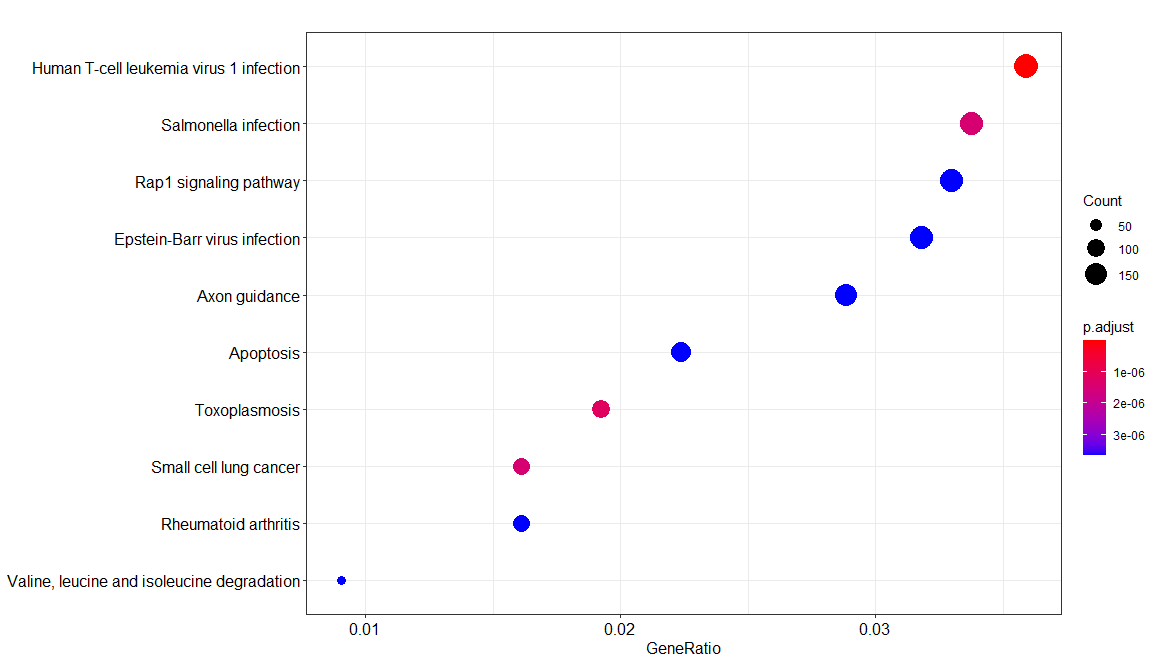 Human T-cell leukemia virus 1 infection
Salmonella infection
Rap1 signaling pathway
Epstein-Barr virus infection
Axon guidance
Apoptosis
Toxoplasmosis
Small cell lung cancer
Rheumatoid arthritis
Valine, leucine and isoleucine degradation
0.01
0.02
0.03
GeneRatio
Count
50
100
150
p.adjust
1e-06
2e-06
3e-06